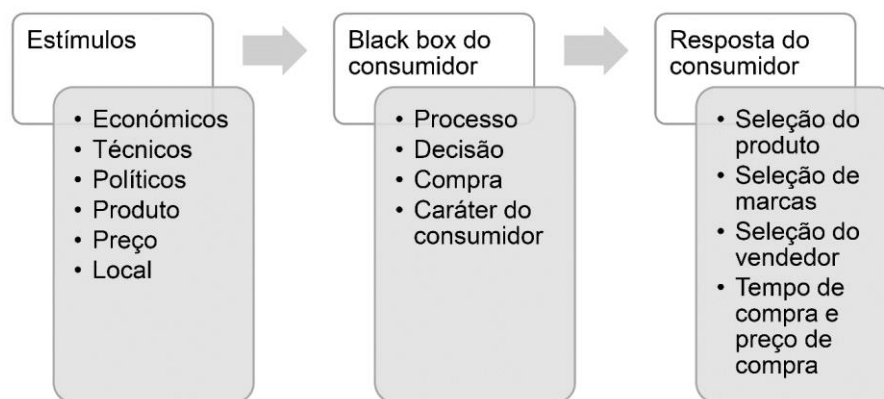 Estímulos
• Económicos
• Técnicos
• Políticos
• Produto
• Preço
• Local
Black box do
consumidor
• Processo
• Decisão
• Compra
• Caráter do
consumidor
Resposta do
consumidor
• Seleção do
produto
• Seleção de
marcas
• Seleção do
vendedor
• Tempo de
compra e
preço de
compra